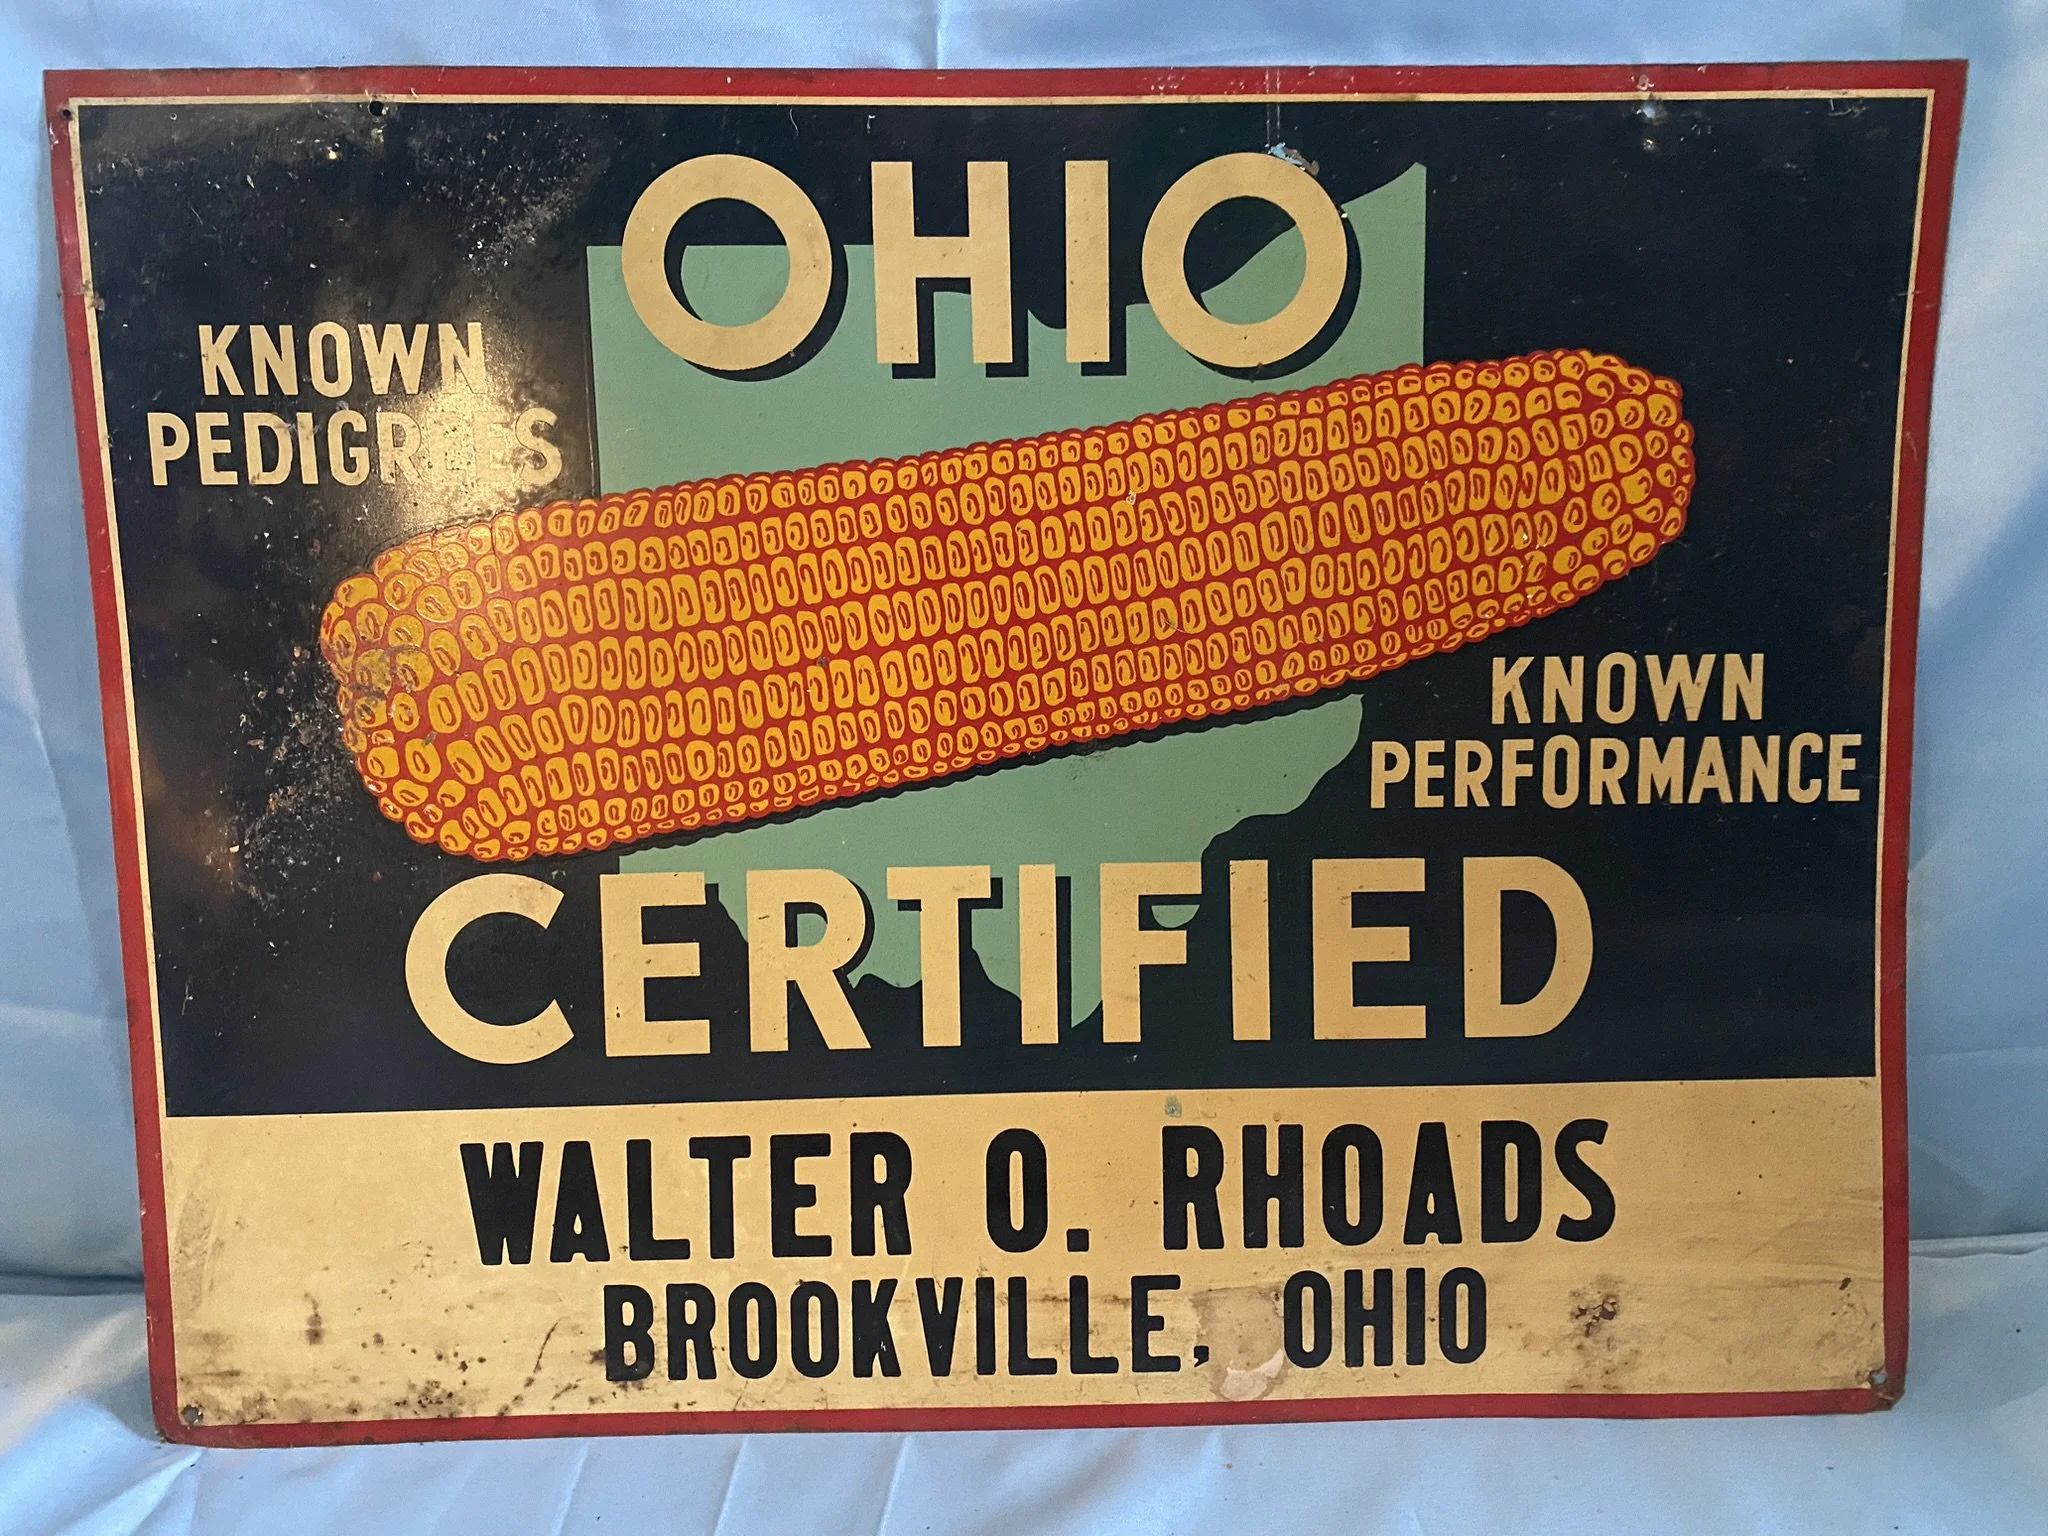 OHIO
KNOWN
PEDIGREES
KNOWN
PERFORMANCE
CERTIFIED
WALTER O. RHOADS
BROOKVILLE, OHIO